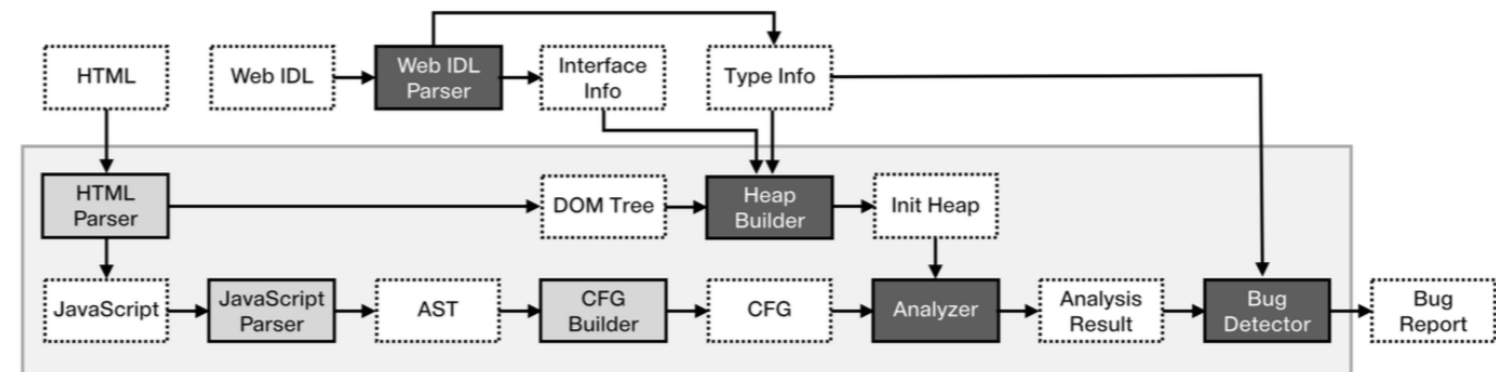 HTML
Web IDL
Web IDL
Parser
Interface
Info
Type Info
HTML
Parser
DOM Tree
Heap
Builder
Init Heap
JavaScript
JavaScript
Parser
AST
CFG
Builder
CFG
Analyzer
Analysis
Result
Bug
Detector
Bug
Report